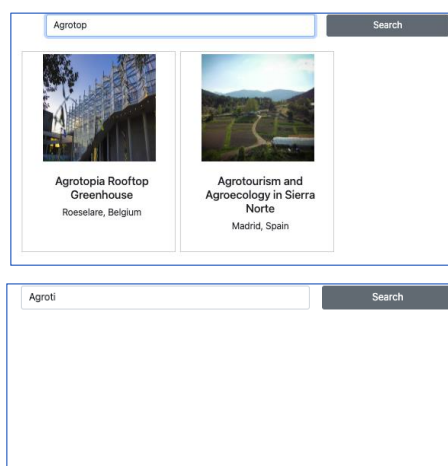 Agrotop
Search
Agrotopia Rooftop
Greenhouse
Roeselare, Belgium
Agrotourism and
Agroecology in Sierra
Norte
Madrid, Spain
Agroti
Search